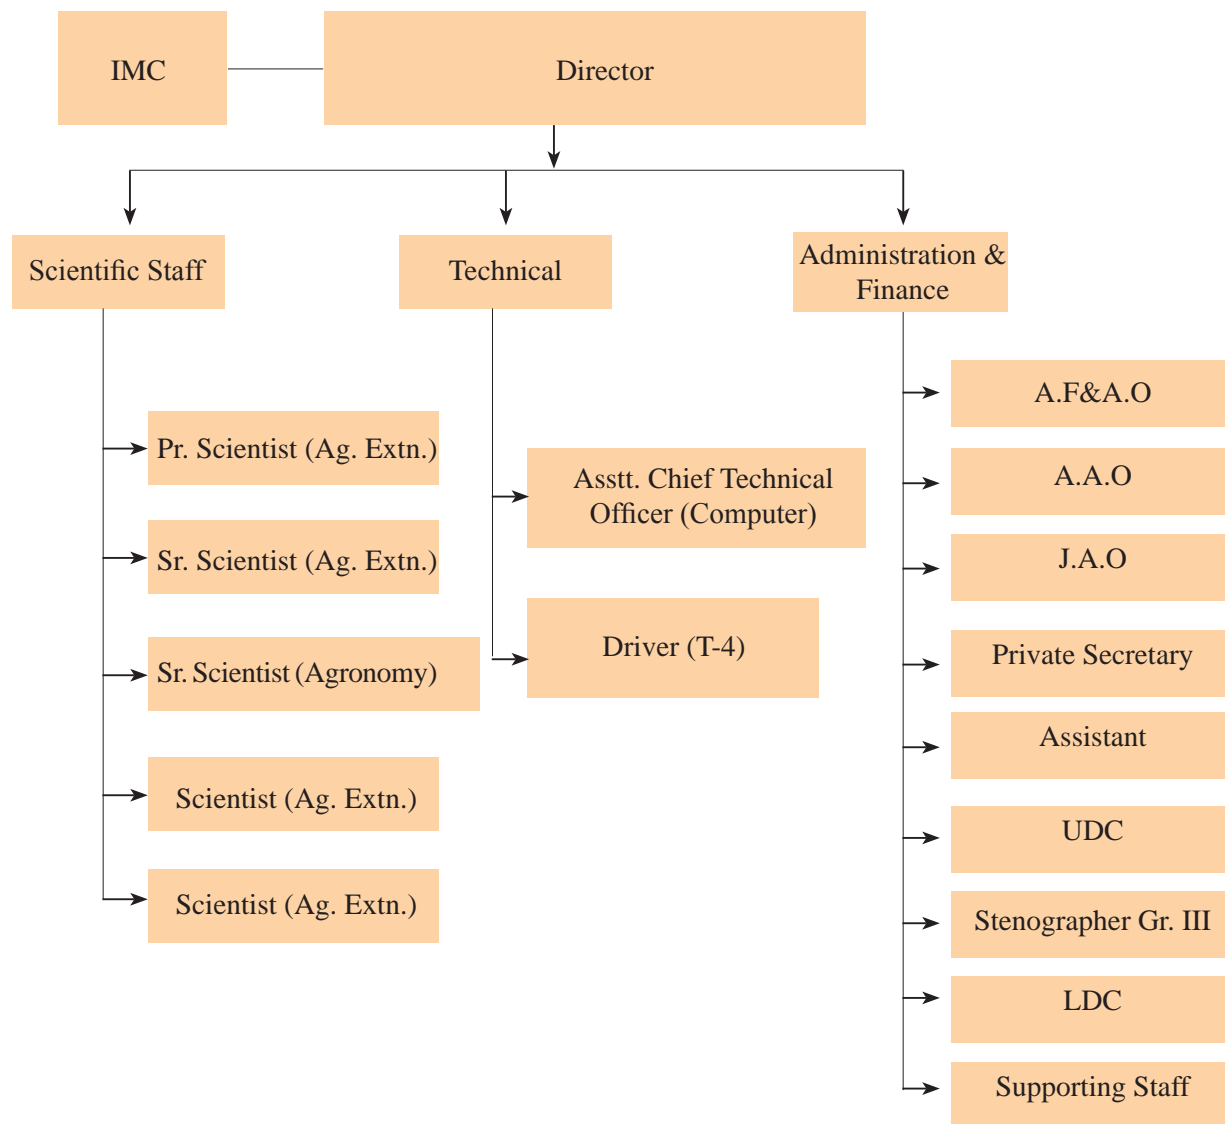 IMC
Director
Scientific Staff
Technical
Administration &
Finance
Pr. Scientist (Ag. Extn.)
Sr. Scientist (Ag. Extn.)
Sr. Scientist (Agronomy)
Scientist (Ag. Extn.)
Scientist (Ag. Extn.)
Asstt. Chief Technical
Officer (Computer)
Driver (T-4)
A.F&A.O
A.A.O
J.A.O
Private Secretary
Assistant
UDC
Stenographer Gr. III
LDC
Supporting Staff